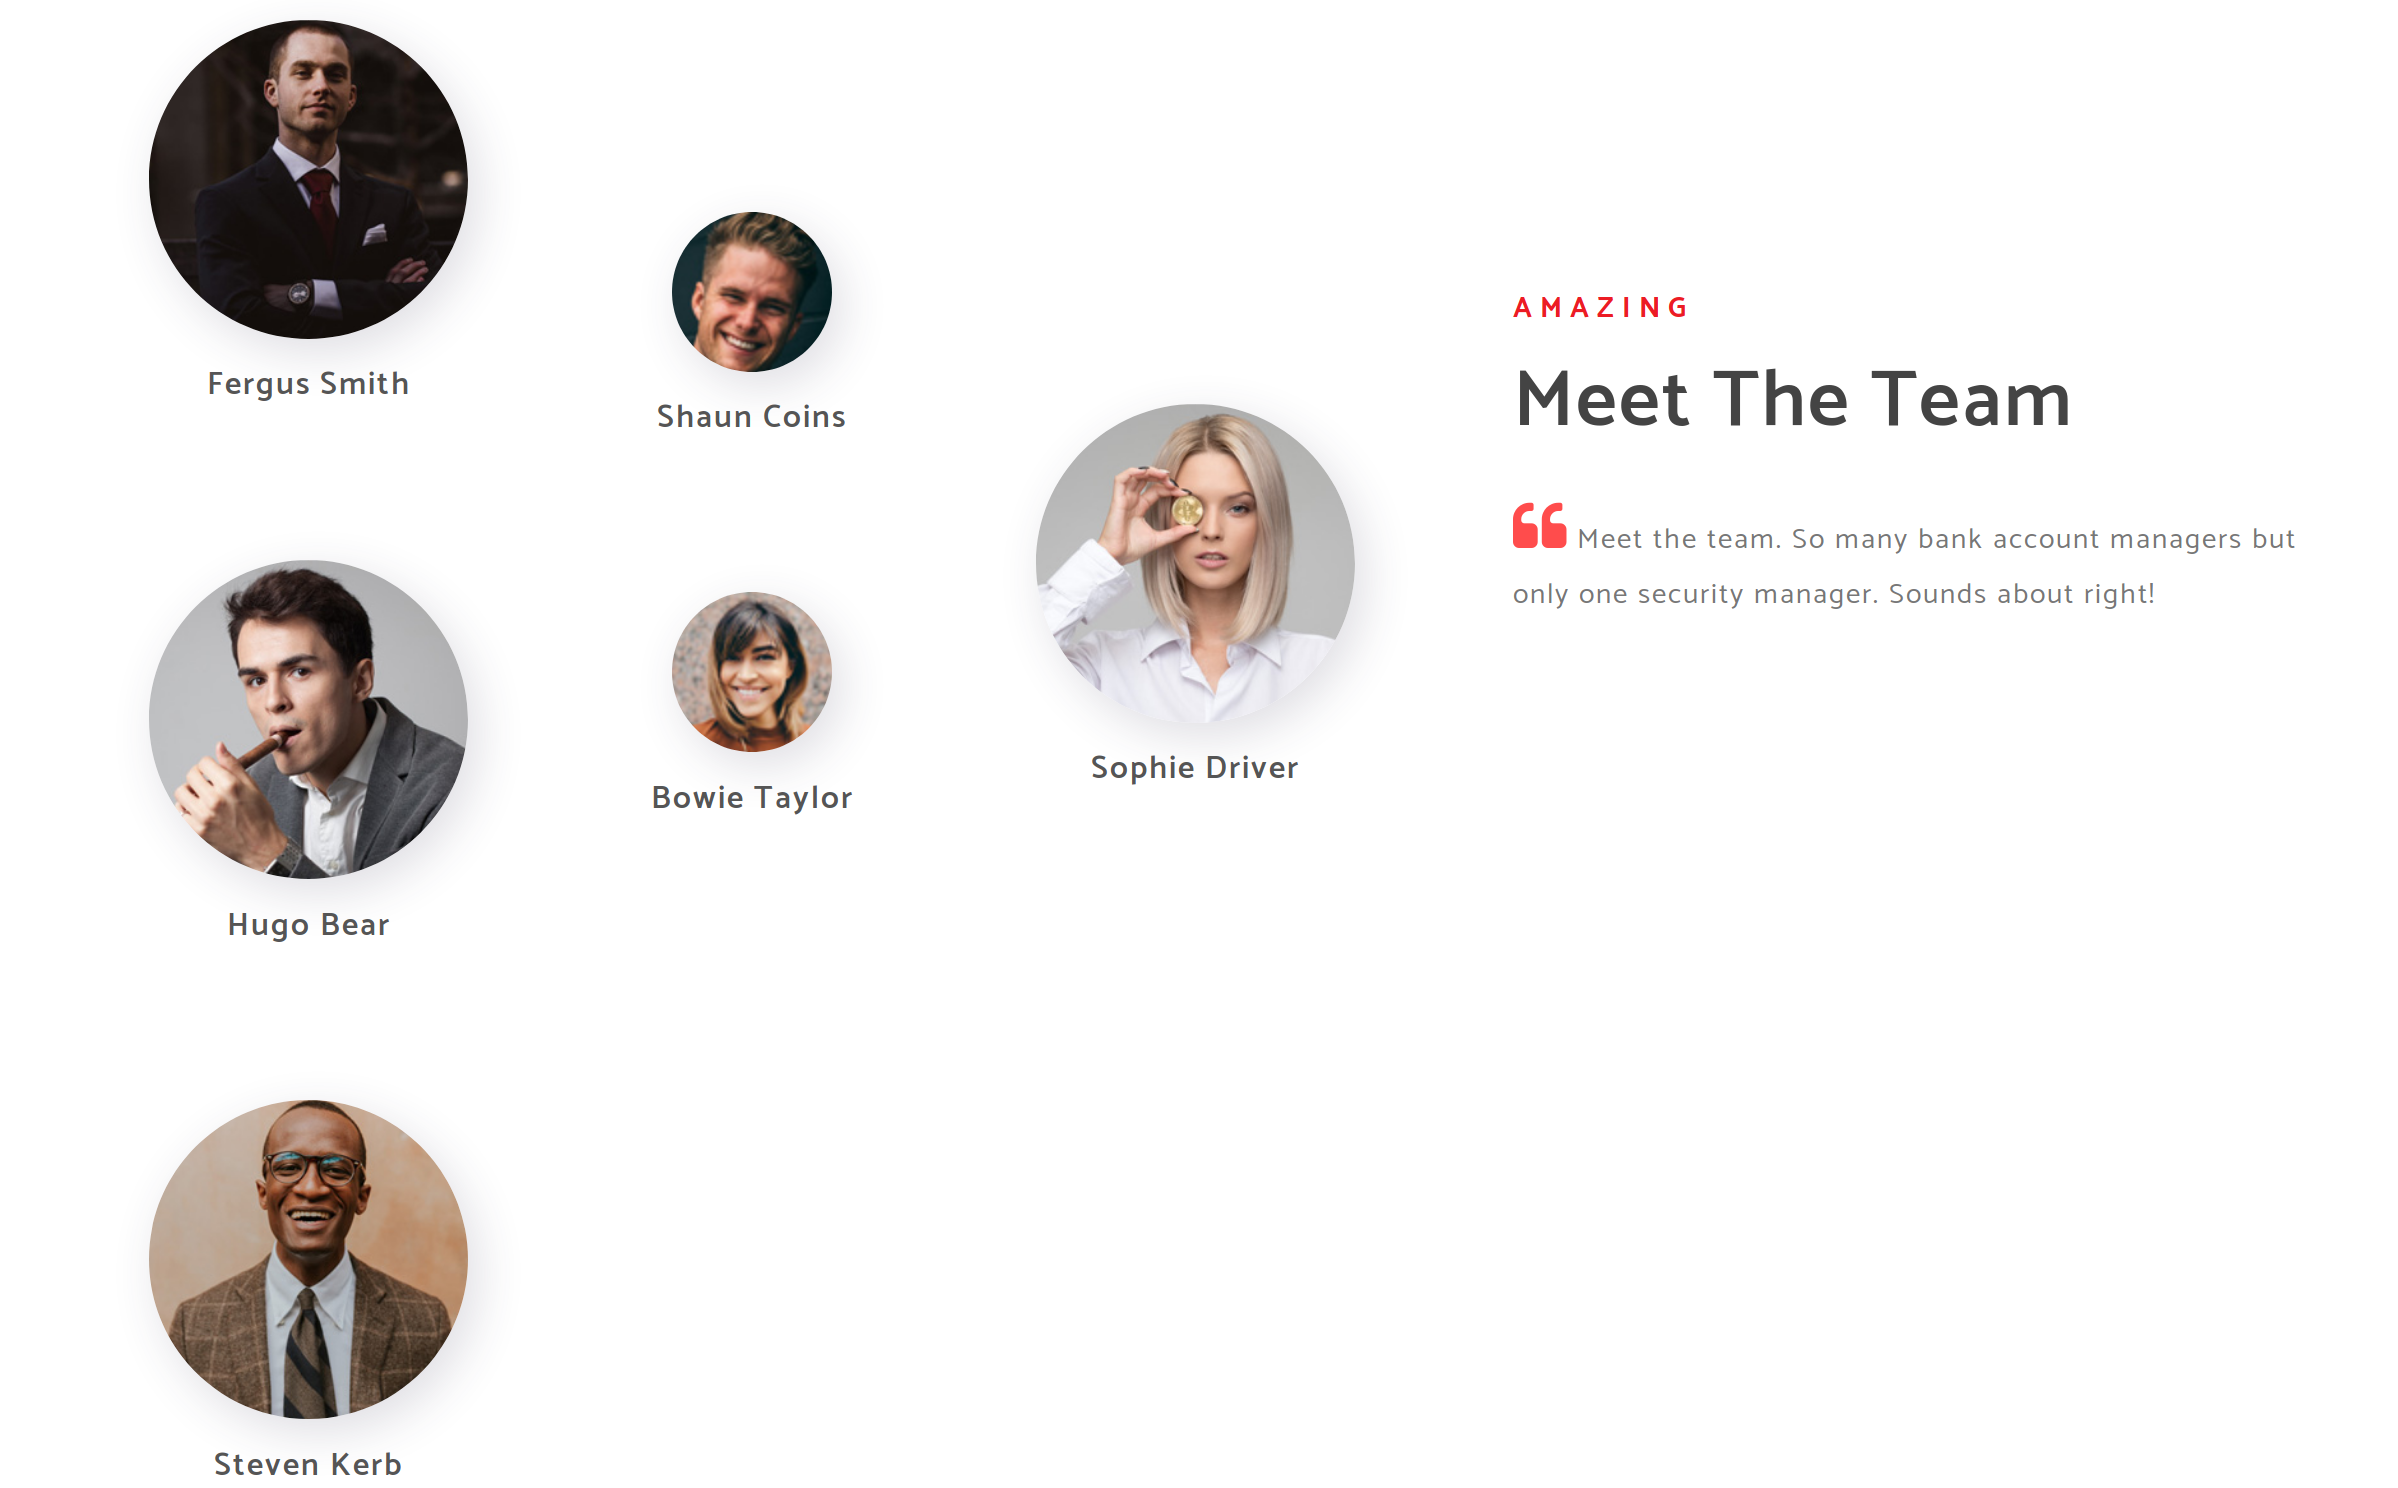 Fergus Smith
Shaun Coins
Hugo Bear
Bowie Taylor
Steven Kerb
Sophie Driver
AMAZING
Meet The Team
“ Meet the team. So many bank account managers but
only one security manager. Sounds about right!